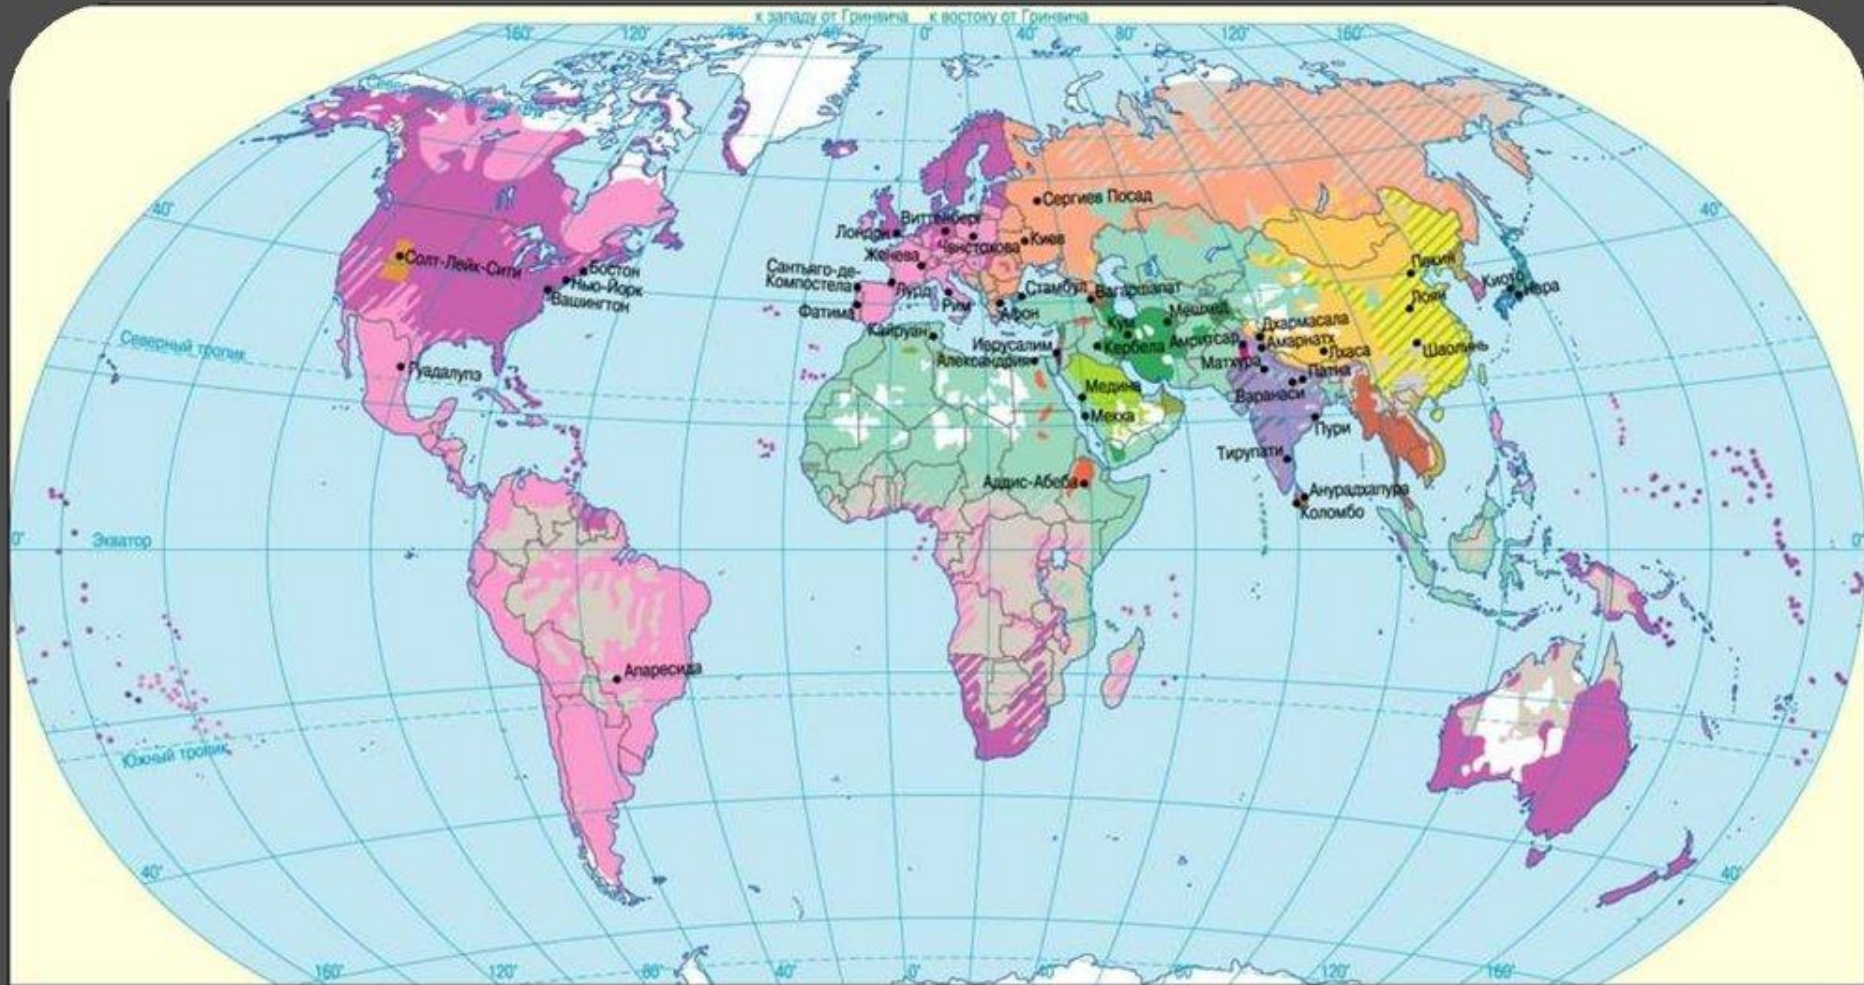 к западу от Гринвича к востоку от Гринвича
160° 120° 80° 40° 0° 40° 80° 120° 160°
40° 40°
Сергиев Посад
Виттенберг
Лондон
Ченстохова
Киев
Женева
Солт-Лейк-Сити
Бостон
Нью-Йорк
Вашингтон
Сантьяго-де-
Компостела
Лурд
Фатима
Рим
Афон
Стамбул
Вагаршапат
Пекин
Киото
Нара
Лоян
Мешхед
Кум
Кербела
Кайруан
Иерусалим
Александрия
Амритсар
Дхармасала
Амарнатх
Лхаса
Шаолинь
Северный тропик
Гуадалупэ
Матхура
Патна
Медина
Варанаси
Мекка
Пури
Тирупати
Аддис-Абеба
Анурадхапура
Коломбо
0° Экватор 0°
Апаресида
Южный тропик
40° 40°
160° 120° 80° 40° 0° 40° 80° 120° 160°